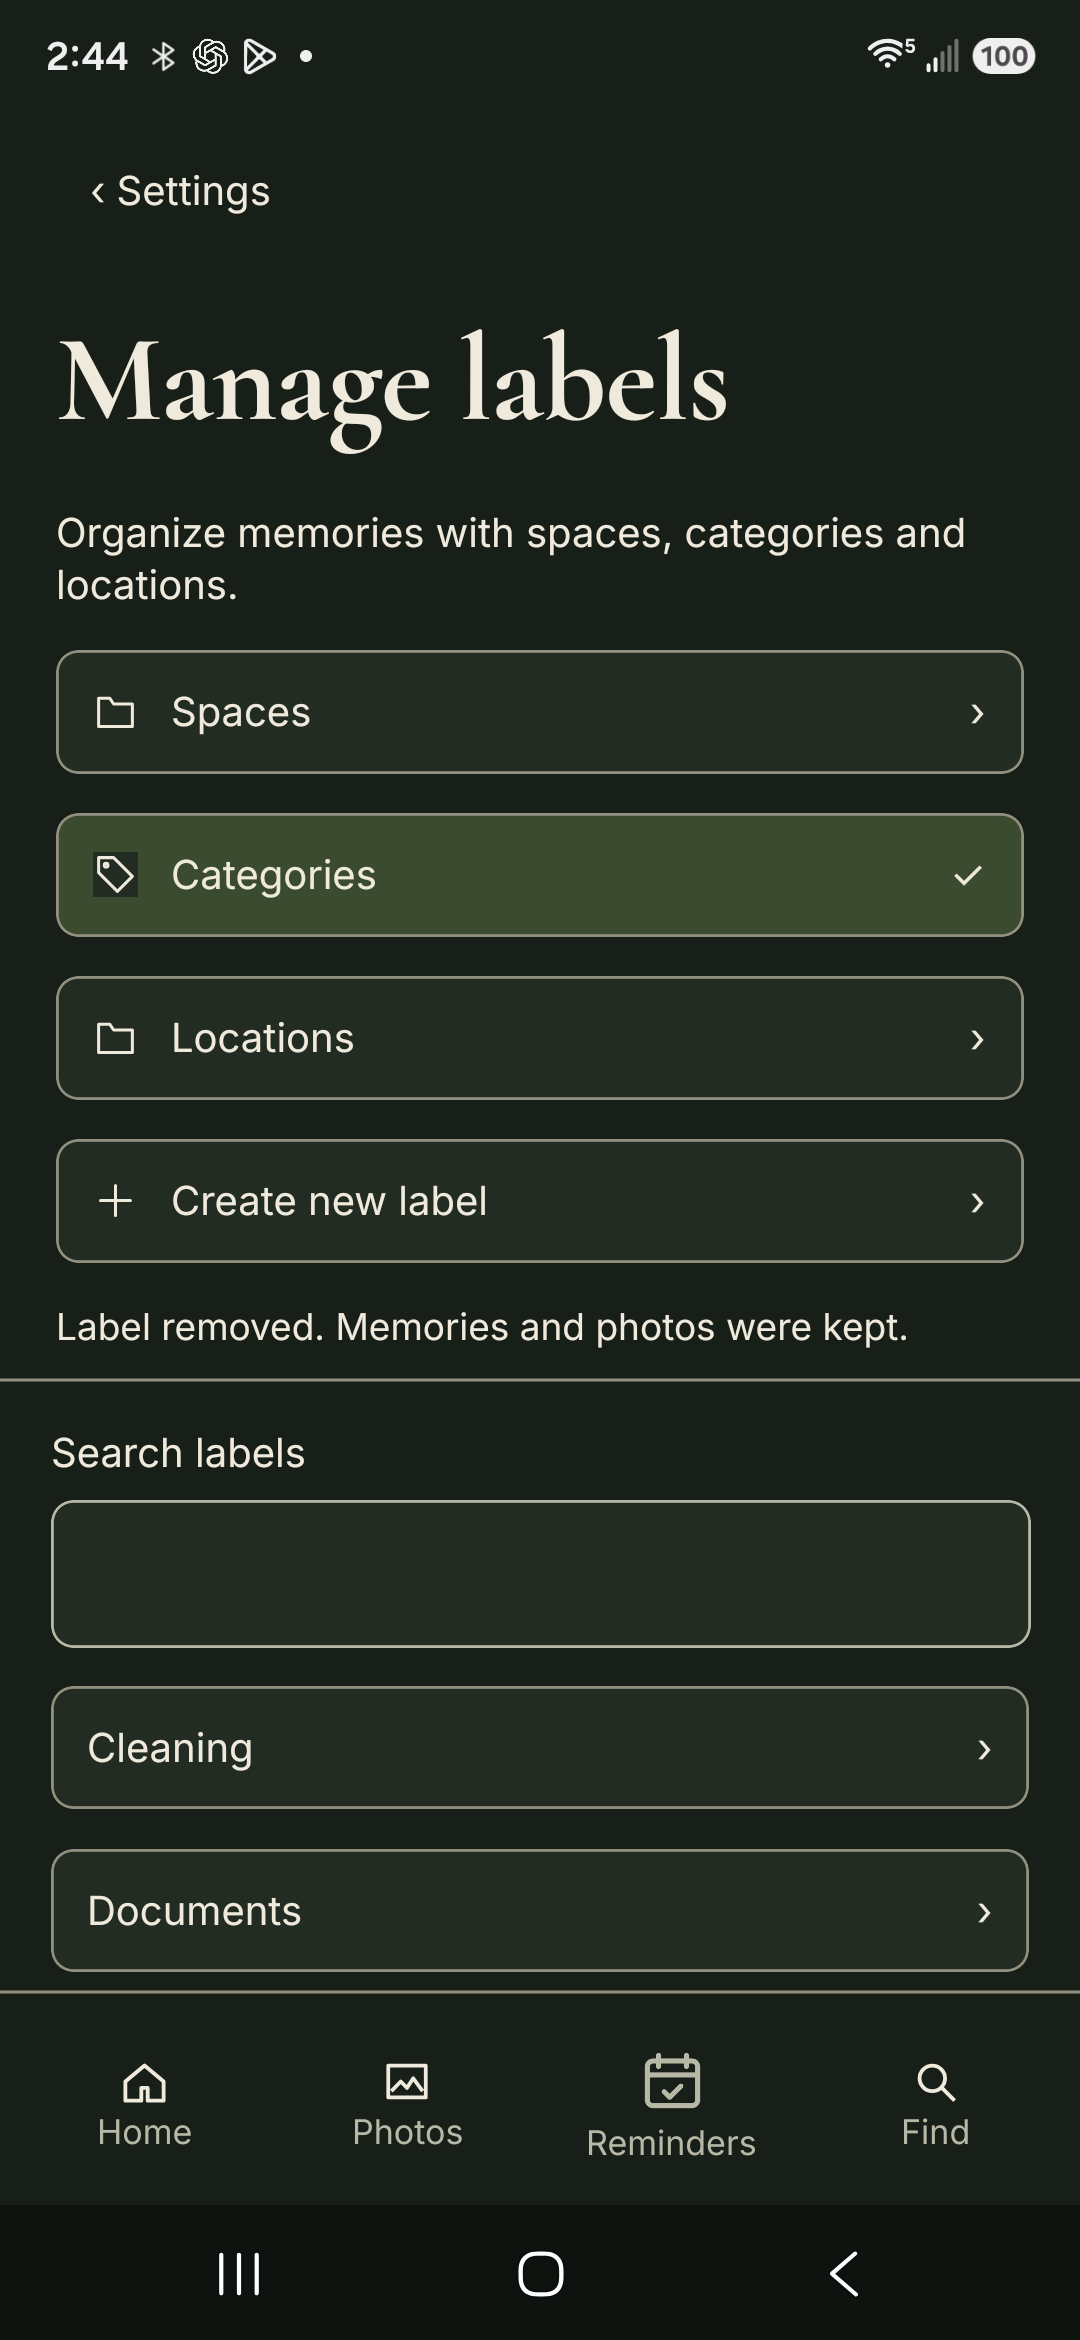 2:44
5
100
‹ Settings
Manage labels
Organize memories with spaces, categories and
locations.
Spaces
Categories
Locations
Create new label
Label removed. Memories and photos were kept.
Search labels
Cleaning
Documents
Home
Photos
Reminders
Find